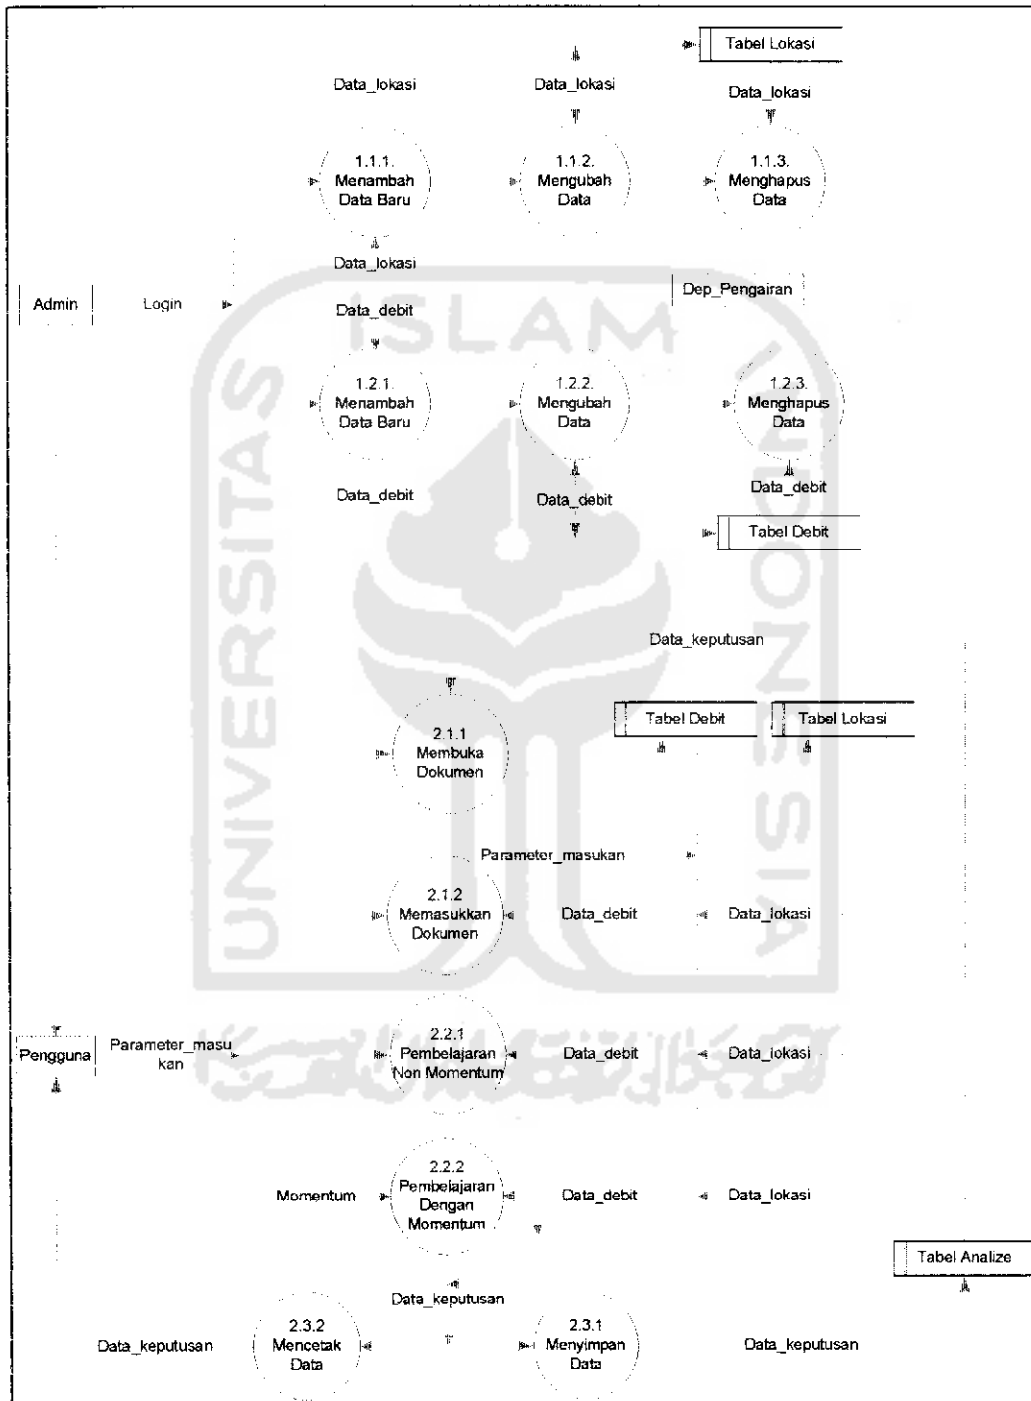 Tabel Lokasi
Data_lokasi
Data_lokasi
Data_lokasi
1.1.1.
Menambah
Data Baru
1.1.2.
Mengubah
Data
1.1.3.
Menghapus
Data
Data_lokasi
Dep_Pengairan
Admin
Login
Data_debit
ISLAM
UNIVERSITAS
INDONESIA
1.2.1.
Menambah
Data Baru
1.2.2.
Mengubah
Data
1.2.3.
Menghapus
Data
Data_debit
Data_debit
Data_debit
Tabel Debit
Data_keputusan
Tabel Debit
Tabel Lokasi
2.1.1
Membuka
Dokumen
Parameter_masukan
2.1.2
Memasukkan
Dokumen
Data_debit
Data_lokasi
Pengguna
Parameter_masu
kan
2.2.1
Pembelajaran
Non Momentum
Data_debit
Data_lokasi
Momentum
2.2.2
Pembelajaran
Dengan
Momentum
Data_debit
Data_lokasi
Tabel Analize
Data_keputusan
Data_keputusan
2.3.2
Mencetak
Data
2.3.1
Menyimpan
Data
Data_keputusan